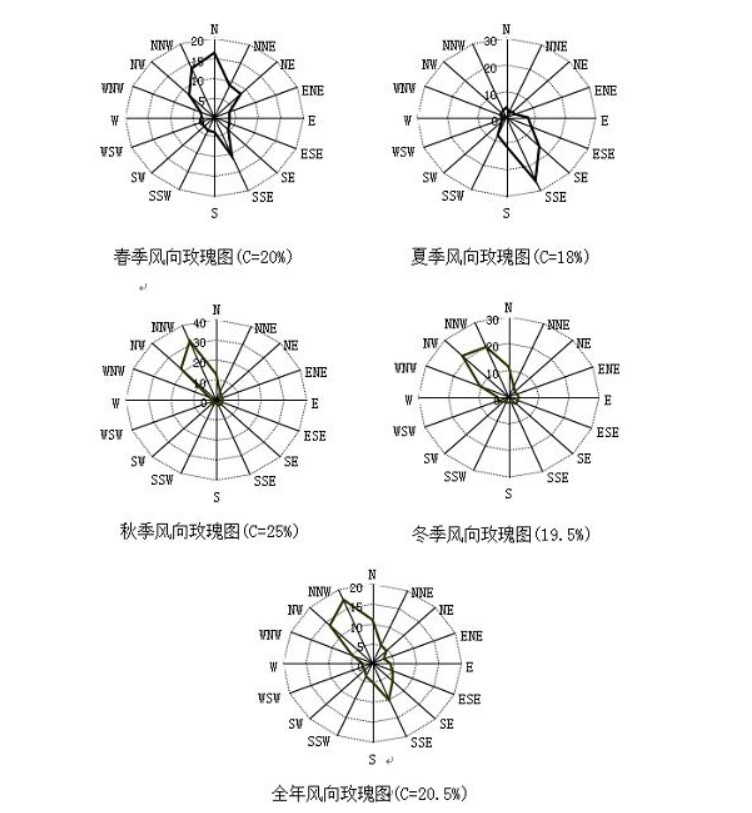 N
NNW 20 NNE
NW 15 NE
WNW 10 ENE
5
W 0 E
WSW ESE
SW SE
SSW SSE
S
春季风向玫瑰图(C=20%)
N
NNW 30 NNE
NW 20 NE
WNW 10 ENE
W 0 E
WSW ESE
SW SE
SSW SSE
S
夏季风向玫瑰图(C=18%)
N
NNW 40 NNE
NW 30 NE
WNW 20 ENE
10
W 0 E
WSW ESE
SW SE
SSW SSE
S
秋季风向玫瑰图(C=25%)
N
NNW 30 NNE
NW 20 NE
WNW 10 ENE
W 0 E
WSW ESE
SW SE
SSW SSE
S
冬季风向玫瑰图(19.5%)
N
NNW 20 NNE
NW 15 NE
WNW 10 ENE
5
W 0 E
WSW ESE
SW SE
SSW SSE
S
全年风向玫瑰图(C=20.5%)